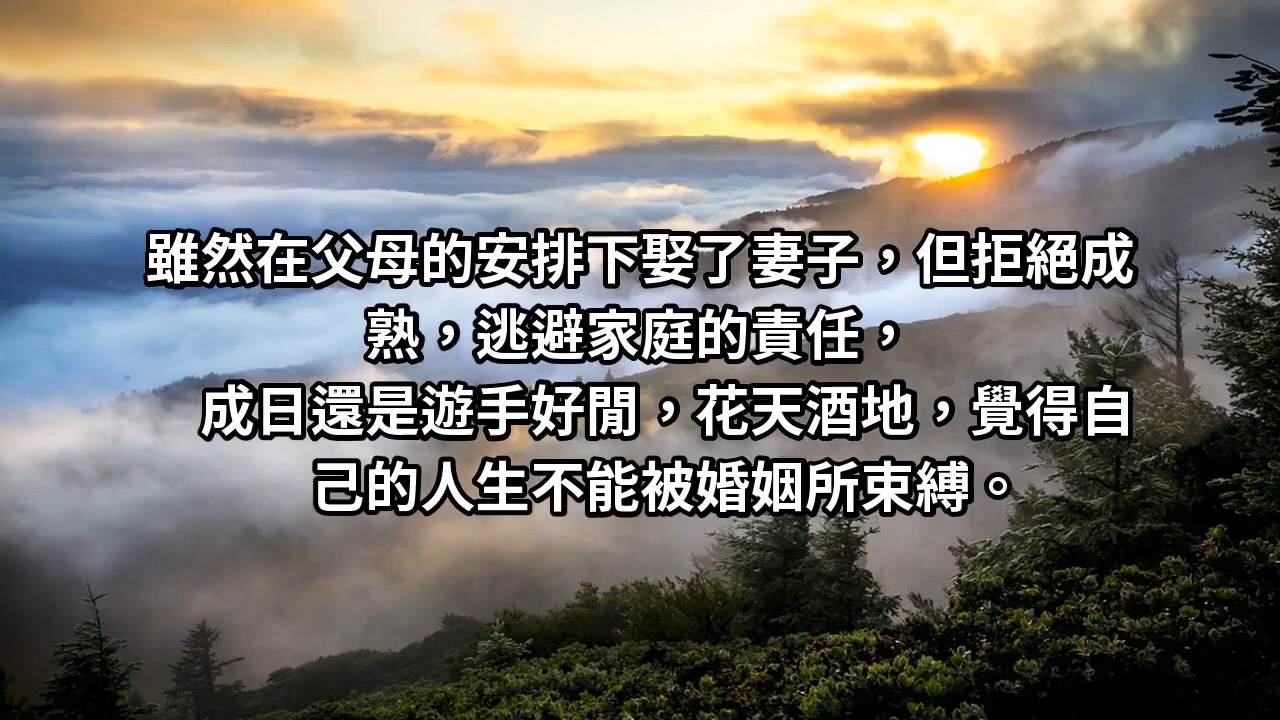 雖然在父母的安排下娶了妻子，但拒絕成
熟，逃避家庭的責任，
成日還是遊手好閒，花天酒地，覺得自
己的人生不能被婚姻所束縛。